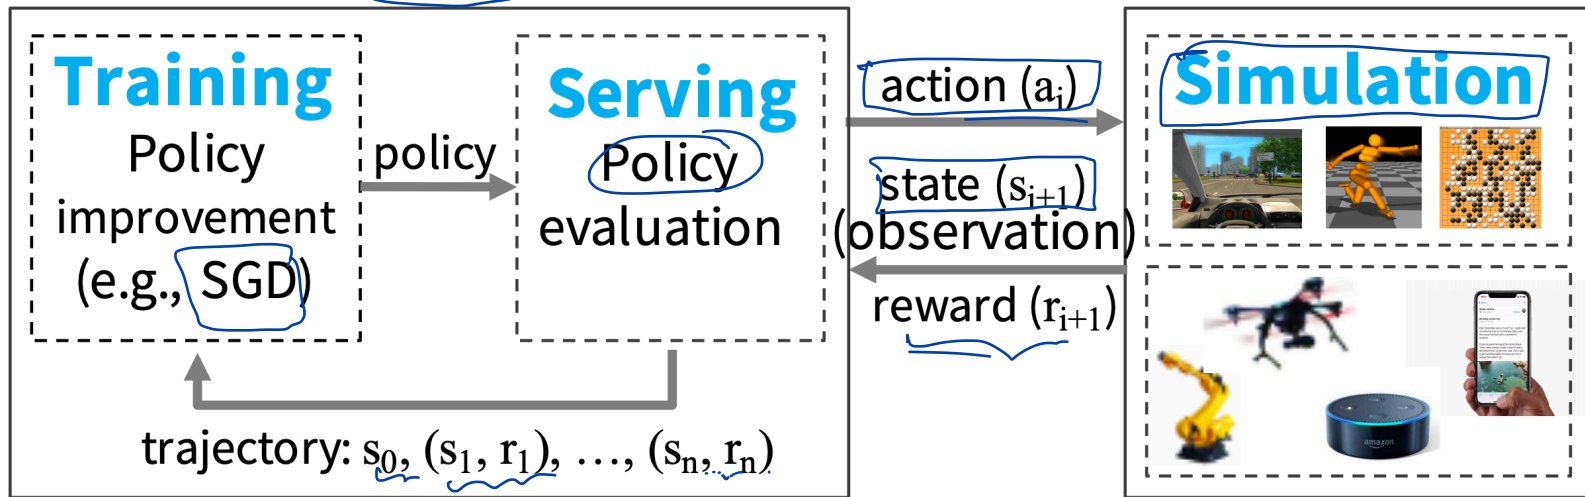 Training
Policy
improvement
(e.g., SGD)
policy
Serving
Policy
evaluation
action (aᵢ)
state (sᵢ₊₁)
(observation)
reward (rᵢ₊₁)
Simulation
trajectory: s₀, (s₁, r₁), …, (sₙ, rₙ)
amazon